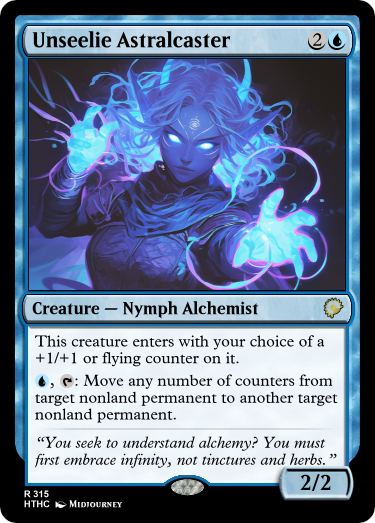 Unseelie Astralcaster 2
Creature — Nymph Alchemist
This creature enters with your choice of a
+1/+1 or flying counter on it.
, : Move any number of counters from
target nonland permanent to another target
nonland permanent.
“You seek to understand alchemy? You must
first embrace infinity, not tinctures and herbs.”
2/2
R 315
HTHC Midjourney